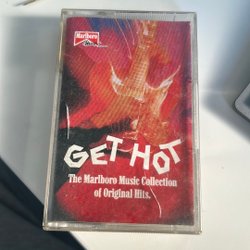 Marlboro
GET HOT
The Marlboro Music Collection
of Original Hits.